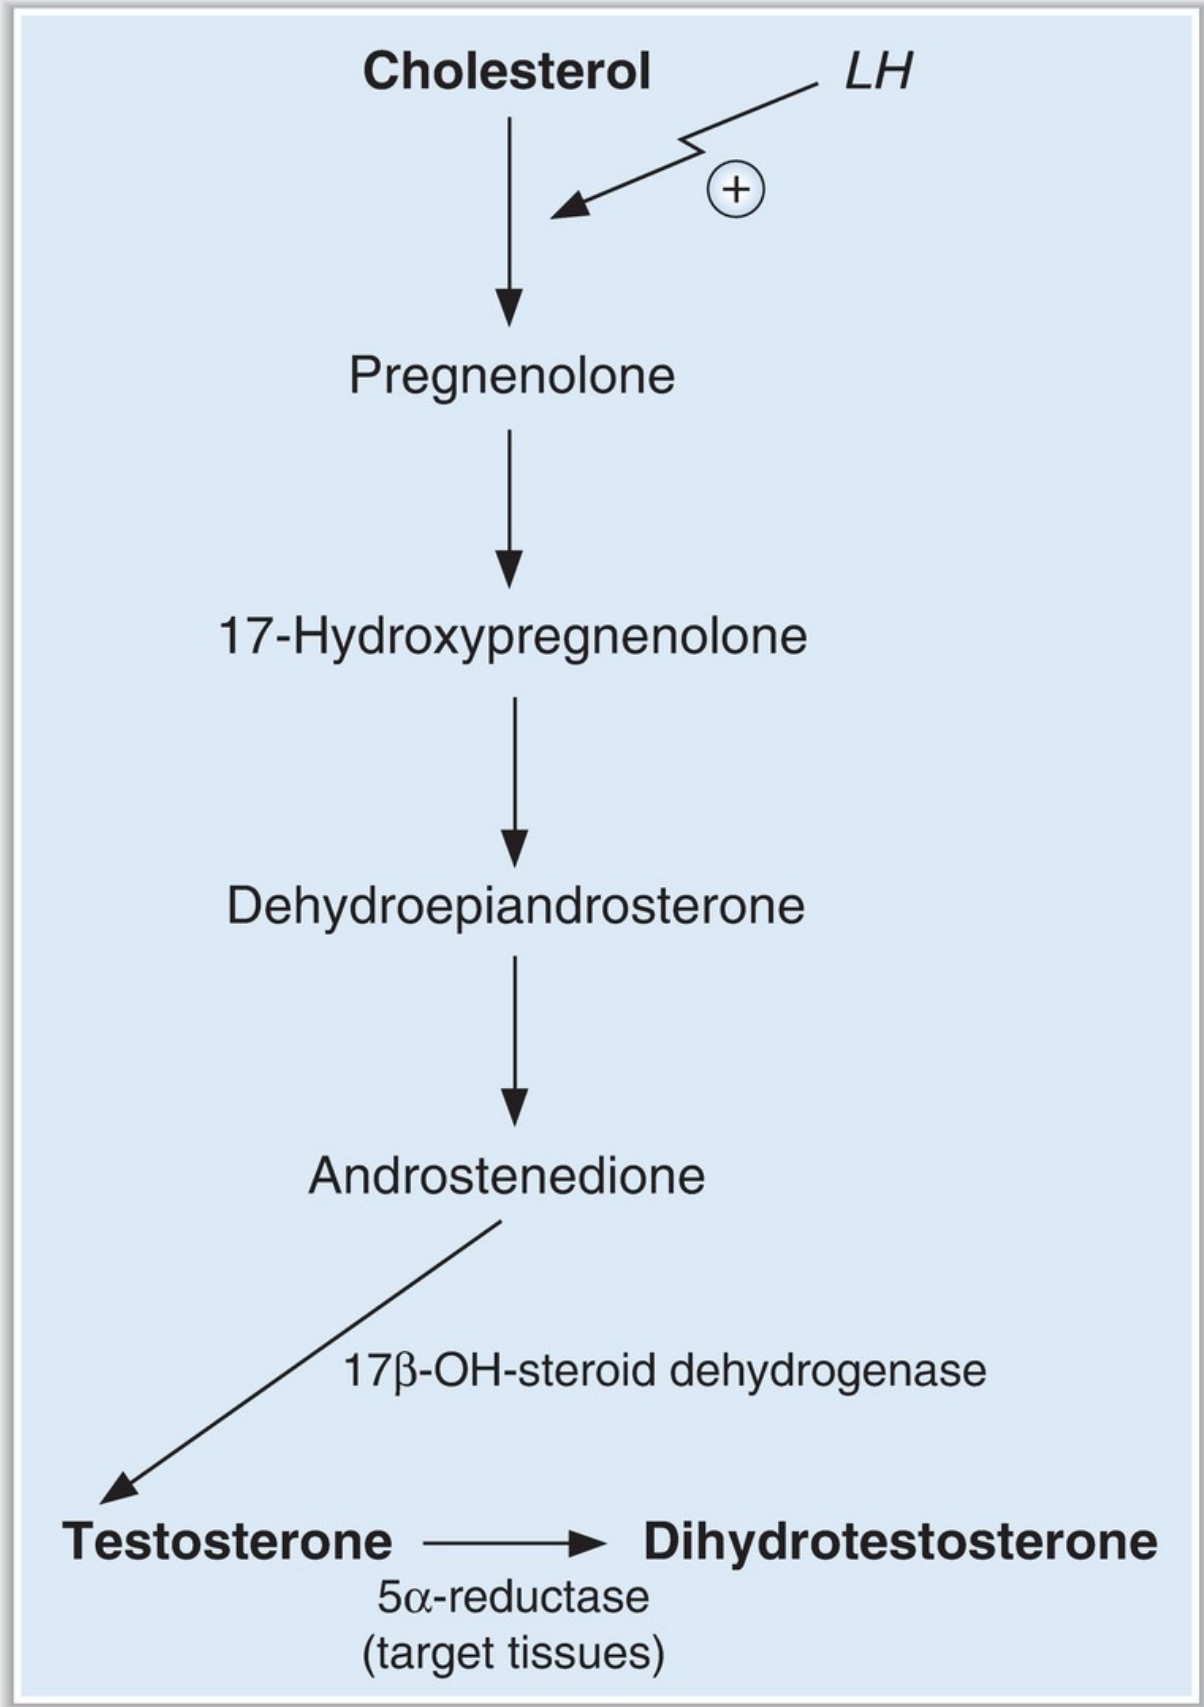 Cholesterol
LH
+
Pregnenolone
17-Hydroxypregnenolone
Dehydroepiandrosterone
Androstenedione
17β-OH-steroid dehydrogenase
Testosterone
Dihydrotestosterone
5α-reductase
(target tissues)